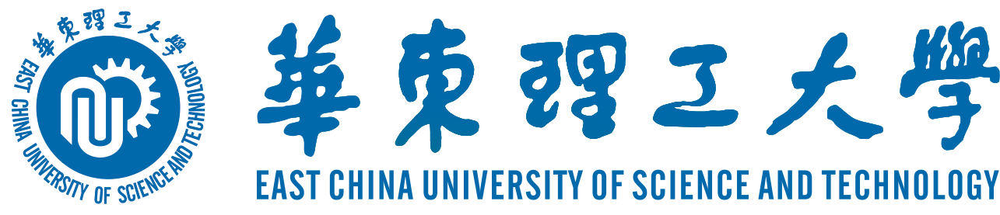 華東理工大學
EAST CHINA UNIVERSITY OF SCIENCE AND TECHNOLOGY
華東理工大學
EAST CHINA UNIVERSITY OF SCIENCE AND TECHNOLOGY